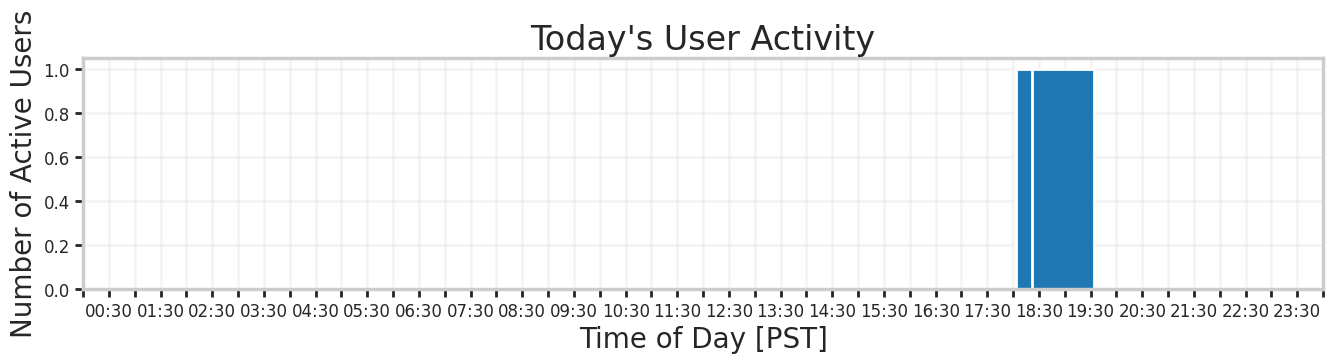 Today's User Activity
Number of Active Users
1.0
0.8
0.6
0.4
0.2
0.0
00:30 01:30 02:30 03:30 04:30 05:30 06:30 07:30 08:30 09:30 10:30 11:30 12:30 13:30 14:30 15:30 16:30 17:30 18:30 19:30 20:30 21:30 22:30 23:30
Time of Day [PST]